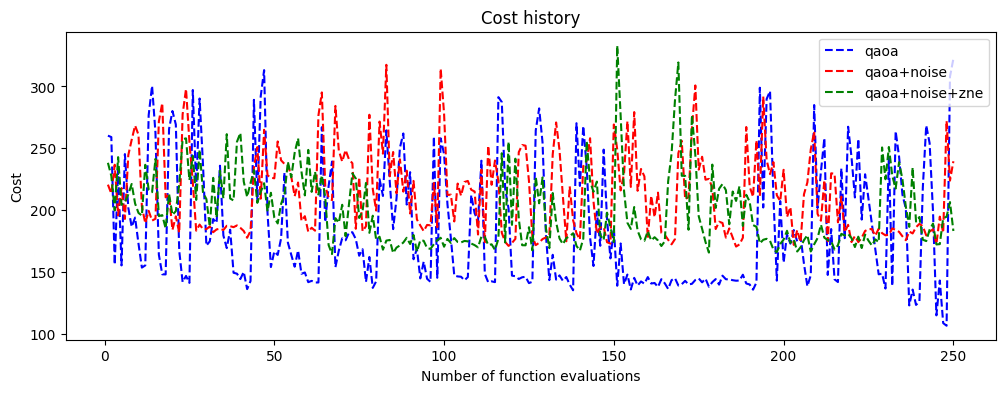 Cost history
Cost
300
250
200
150
100
qaoa
qaoa+noise
qaoa+noise+zne
0
50
100
150
200
250
Number of function evaluations